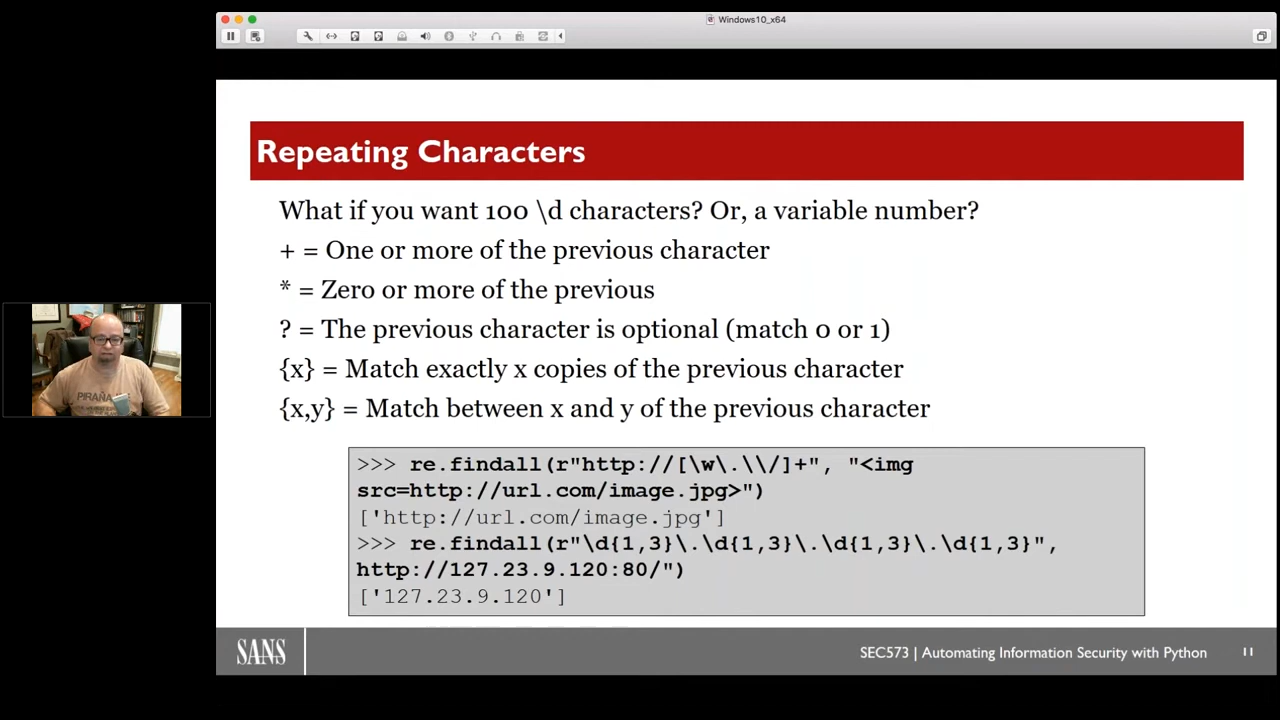 Windows10_x64
Repeating Characters
What if you want 100 \d characters? Or, a variable number?
+ = One or more of the previous character
* = Zero or more of the previous
? = The previous character is optional (match 0 or 1)
{x} = Match exactly x copies of the previous character
{x,y} = Match between x and y of the previous character
>>> re.findall(r"http://[\w\.\\/]+", "<img
src=http://url.com/image.jpg>")
['http://url.com/image.jpg']
>>> re.findall(r"\d{1,3}\.\d{1,3}\.\d{1,3}\.\d{1,3}",
http://127.23.9.120:80/")
['127.23.9.120']
PIRAÑA
SANS
SEC573 | Automating Information Security with Python
11